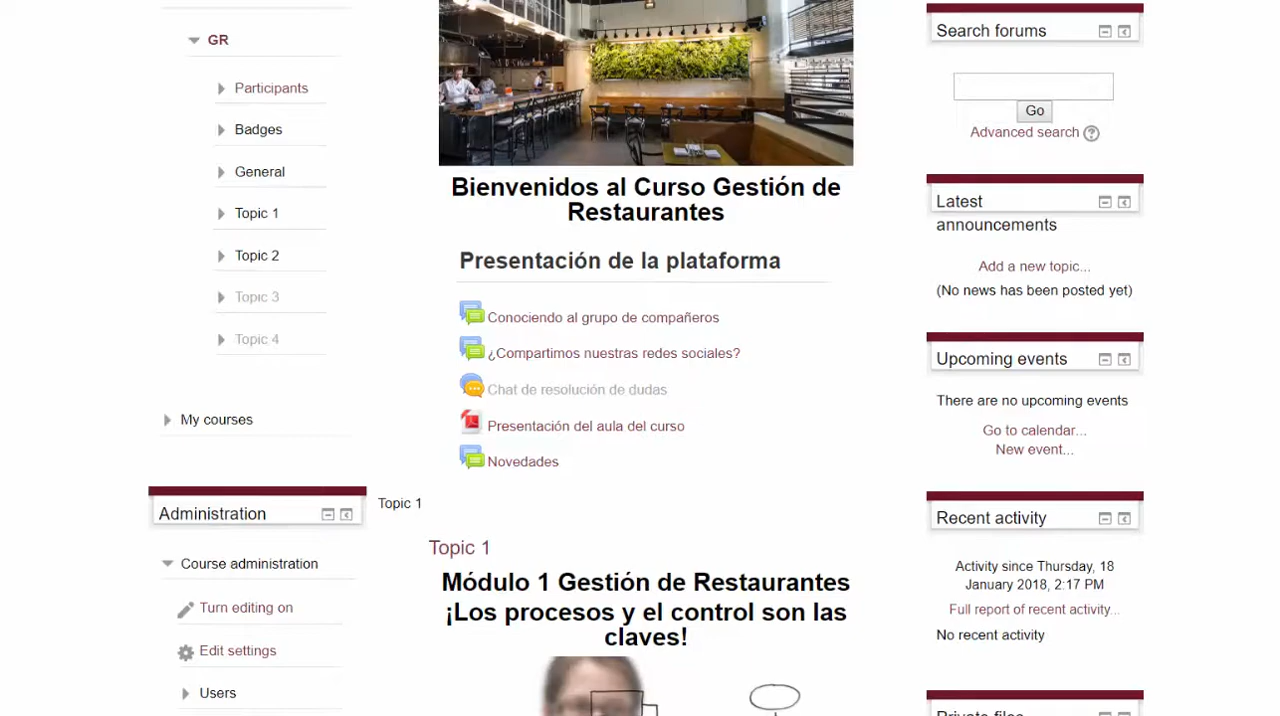 GR
Participants
Badges
General
Topic 1
Topic 2
Topic 3
Topic 4
My courses
Administration
Course administration
Turn editing on
Edit settings
Users
Bienvenidos al Curso Gestión de
Restaurantes
Presentación de la plataforma
Conociendo al grupo de compañeros
¿Compartimos nuestras redes sociales?
Chat de resolución de dudas
Presentación del aula del curso
Novedades
Topic 1
Topic 1
Módulo 1 Gestión de Restaurantes
¡Los procesos y el control son las
claves!
Search forums
Go
Advanced search ?
Latest
announcements
Add a new topic...
(No news has been posted yet)
Upcoming events
There are no upcoming events
Go to calendar...
New event...
Recent activity
Activity since Thursday, 18
January 2018, 2:17 PM
Full report of recent activity...
No recent activity
Private files